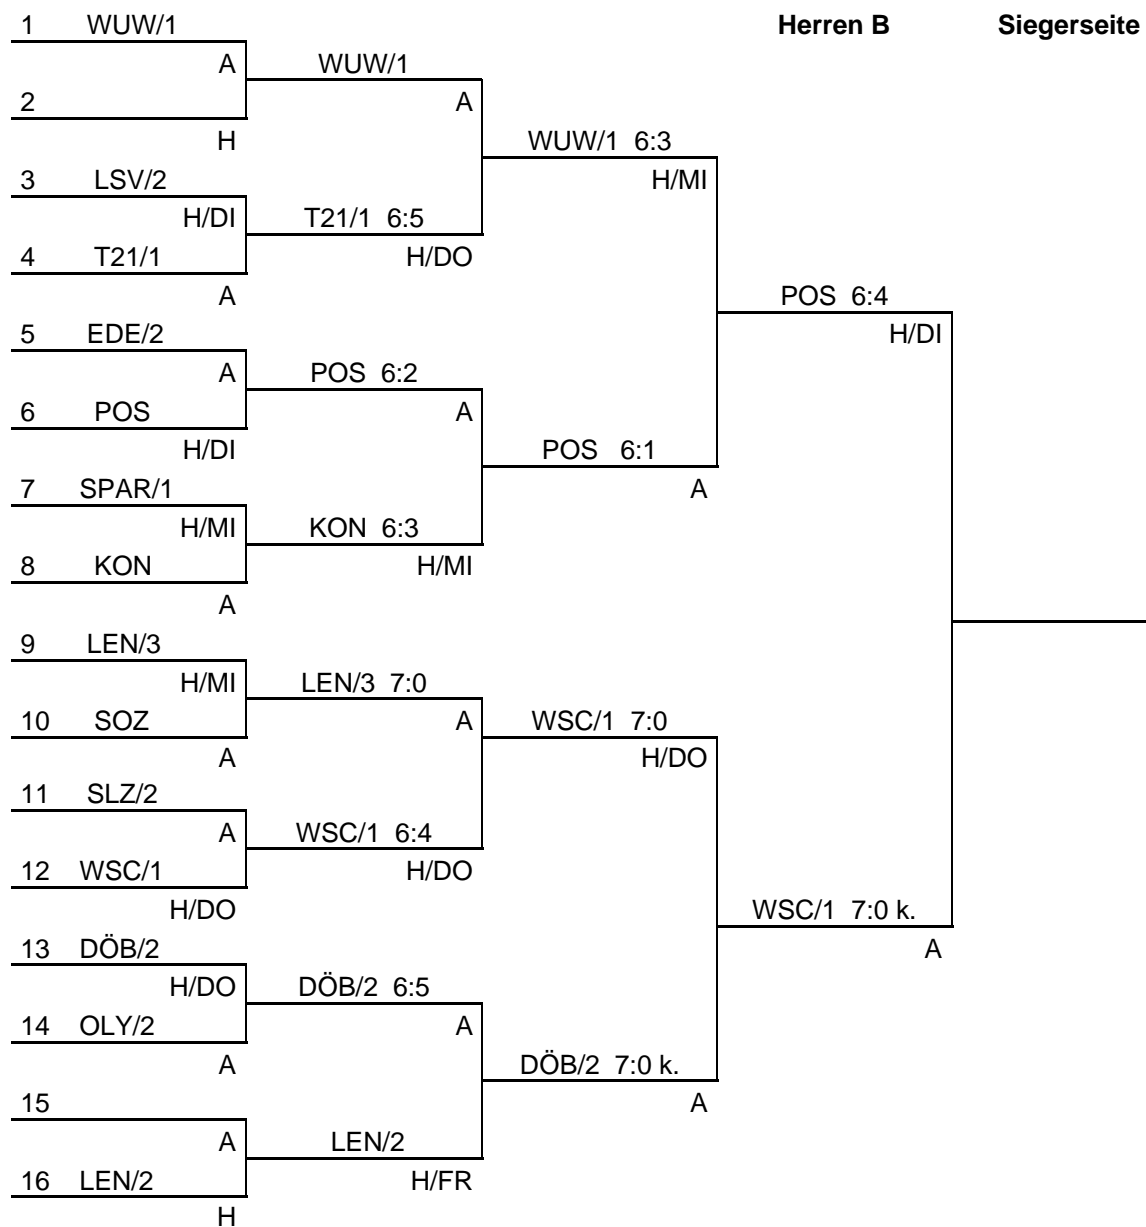 1 WUW/1 Herren B Siegerseite
A WUW/1
2 A
H WUW/1 6:3
3 LSV/2 H/MI
H/DI T21/1 6:5
4 T21/1 H/DO
A POS 6:4
5 EDE/2 H/DI
A POS 6:2
6 POS A
H/DI POS 6:1
7 SPAR/1 A
H/MI KON 6:3
8 KON H/MI
A
9 LEN/3
H/MI LEN/3 7:0
10 SOZ A WSC/1 7:0
A H/DO
11 SLZ/2
A WSC/1 6:4
12 WSC/1 H/DO
H/DO WSC/1 7:0 k.
13 DÖB/2 A
H/DO DÖB/2 6:5
14 OLY/2 A
A DÖB/2 7:0 k.
15 A
A LEN/2
16 LEN/2 H/FR
H